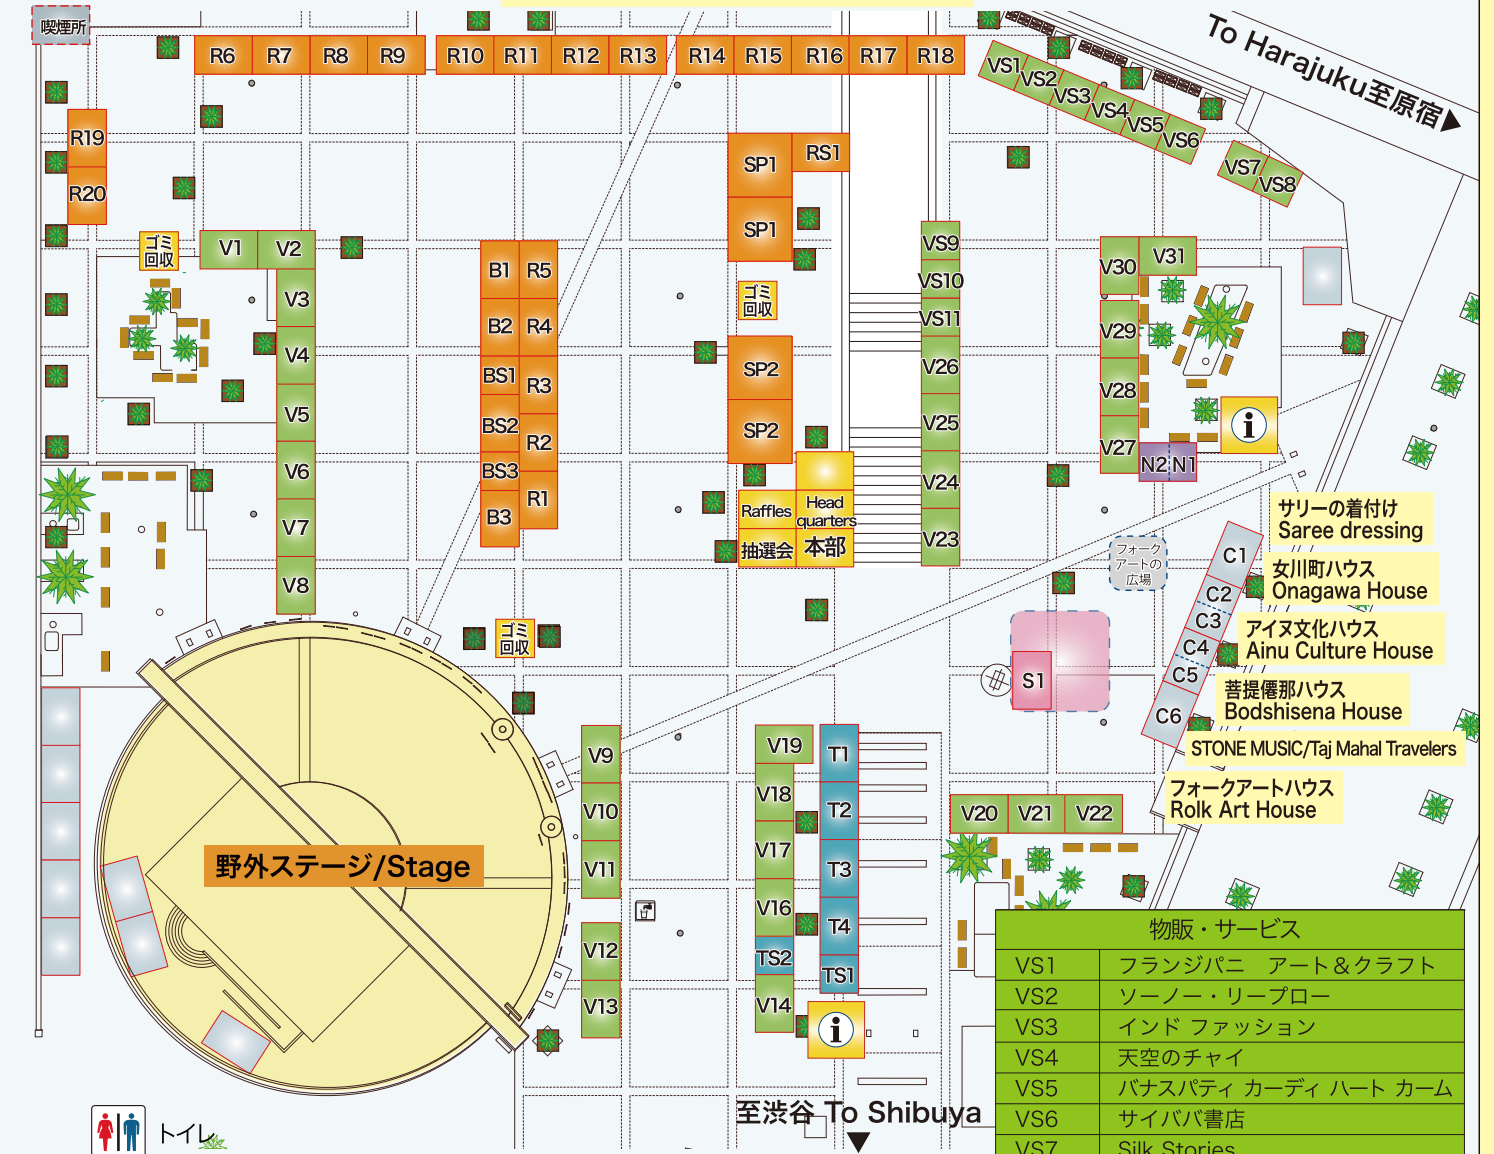 喫煙所
R6 R7 R8 R9 R10 R11 R12 R13 R14 R15 R16 R17 R18
To Harajuku至原宿▶
VS1
VS2
VS3
VS4
VS5
VS6
VS7
VS8
R19
R20
SP1
RS1
SP1
ゴミ
回収
V1 V2
V3
V4
V5
V6
V7
V8
B1 R5
B2 R4
BS1
R3
BS2
R2
BS3
R1
B3
ゴミ
回収
SP2
SP2
Raffles
Head
quarters
抽選会
本部
VS9
VS10
VS11
V26
V25
V24
V23
V30
V31
V29
V28
V27
N2 N1
i
サリーの着付け
Saree dressing
フォーク
アートの
広場
C1
女川町ハウス
Onagawa House
C2
C3
アイヌ文化ハウス
Ainu Culture House
C4
C5
菩提僊那ハウス
Bodshisena House
C6
STONE MUSIC/Taj Mahal Travelers
フォークアートハウス
Rolk Art House
S1
ゴミ
回収
V9
V10
V11
V12
V13
V19
V18
V17
V16
TS2
V14
T1
T2
T3
T4
TS1
i
V20 V21 V22
野外ステージ/Stage
トイレ
至渋谷 To Shibuya
▼
物販・サービス
VS1 フランジパニ　アート＆クラフト
VS2 ソーノー・リープロー
VS3 インド ファッション
VS4 天空のチャイ
VS5 バナスパティ カーディ ハート カーム
VS6 サイババ書店
VS7 Silk Stories